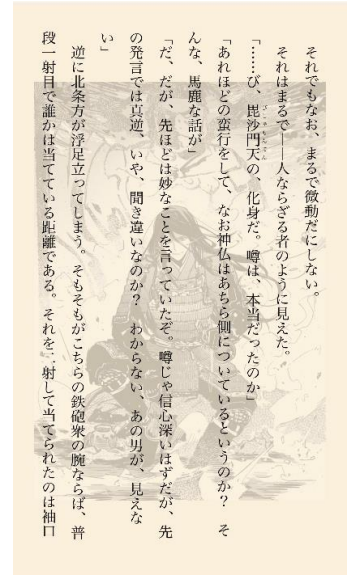 それでもなお、まるで微動だにしない。
それはまるで――人ならざる者のように見えた。
「……び、毘沙門天の、化身だ。噂は、本当だったのか」
「あれほどの蛮行をして、なお神仏はあちら側についているというのか？　そ
んな、馬鹿な話が」
「だ、だが、先ほどは妙なことを言っていたぞ。噂じゃ信心深いはずだが、先
の発言では真逆、いや、聞き違いなのか？　わからない、あの男が、見えな
い」
逆に北条方が浮足立ってしまう。そもそもがこちらの鉄砲衆の腕ならば、普
段一射目で誰かは当てている距離である。それを二射して当てられたのは袖口